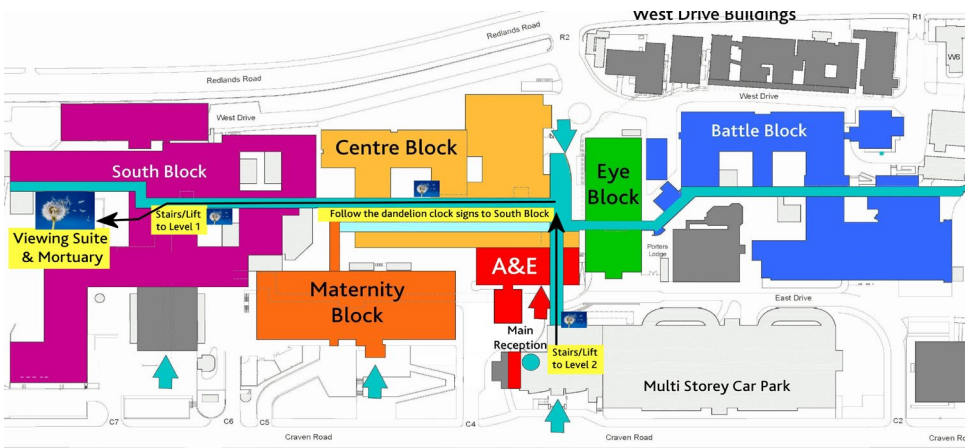 West Drive Buildings
R1
Redlands Road
R2
Redlands Road
W6
West Drive
West Drive
Centre Block
Battle Block
South Block
Eye
Block
Stairs/Lift
to Level 1
Follow the dandelion clock signs to South Block
Viewing Suite
& Mortuary
Porters
Lodge
A&E
Maternity
Block
East Drive
Main
Reception
Stairs/Lift
to Level 2
Multi Storey Car Park
C7
C6
C5
C4
C2
Craven Road
Craven Road
Craven Ro